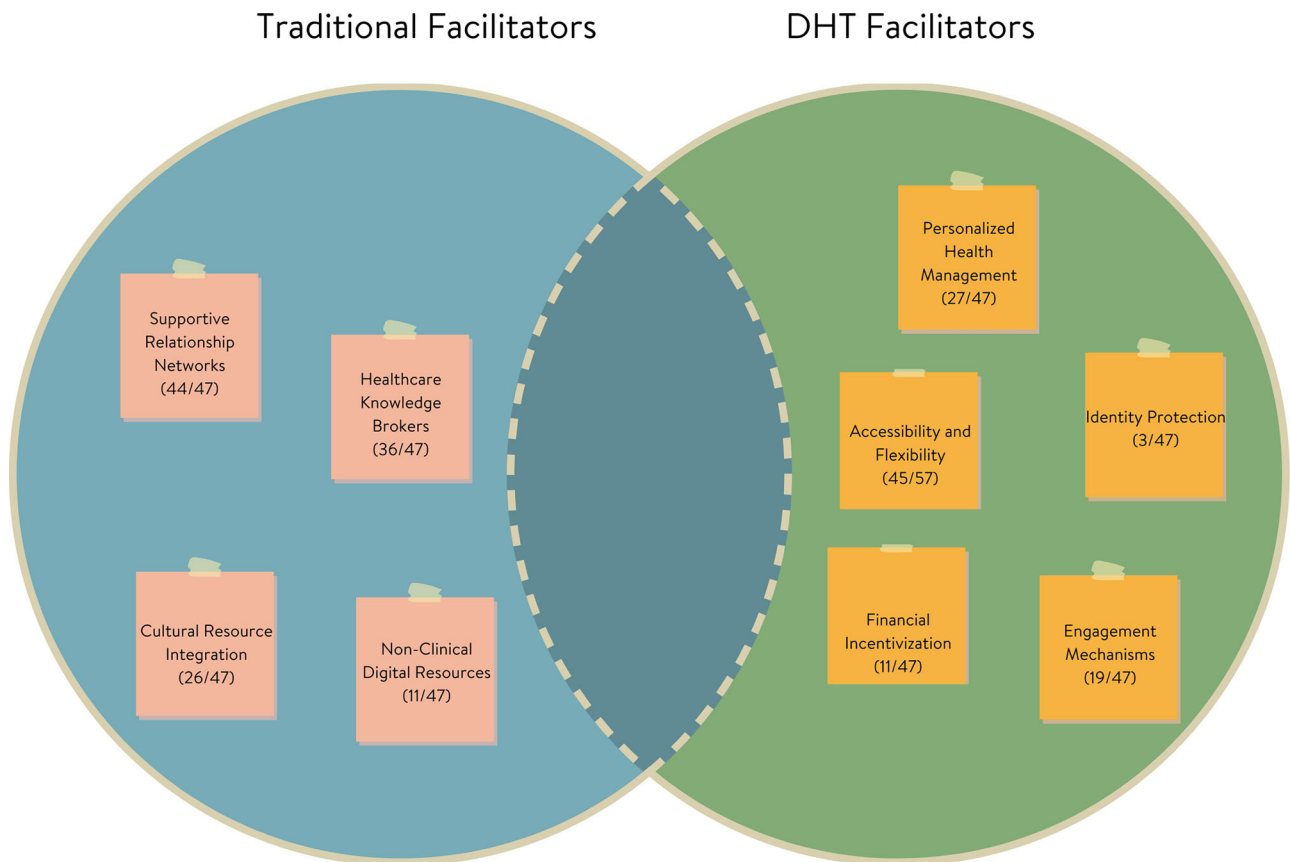 Traditional Facilitators
DHT Facilitators
Supportive
Relationship
Networks
(44/47)
Healthcare
Knowledge
Brokers
(36/47)
Cultural Resource
Integration
(26/47)
Non-Clinical
Digital Resources
(11/47)
Personalized
Health
Management
(27/47)
Identity Protection
(3/47)
Accessibility and
Flexibility
(45/57)
Financial
Incentivization
(11/47)
Engagement
Mechanisms
(19/47)